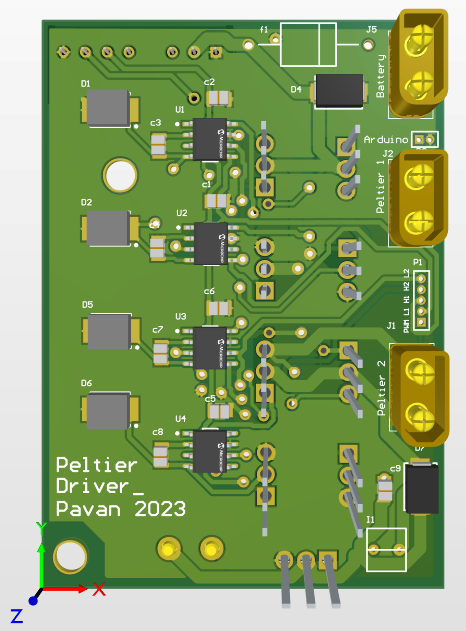 f1
J5
D1
c2
D4
Battery
U1
c3
Arduino
J2
c1
Peltier 1
D2
U2
P1
c6
PWM L1 H1 H2 L2
D5
U3
c7
J1
Peltier 2
D6
c5
U4
c8
Peltier
Driver_
Pavan 2023
c9
D7
I1
Y
X
Z